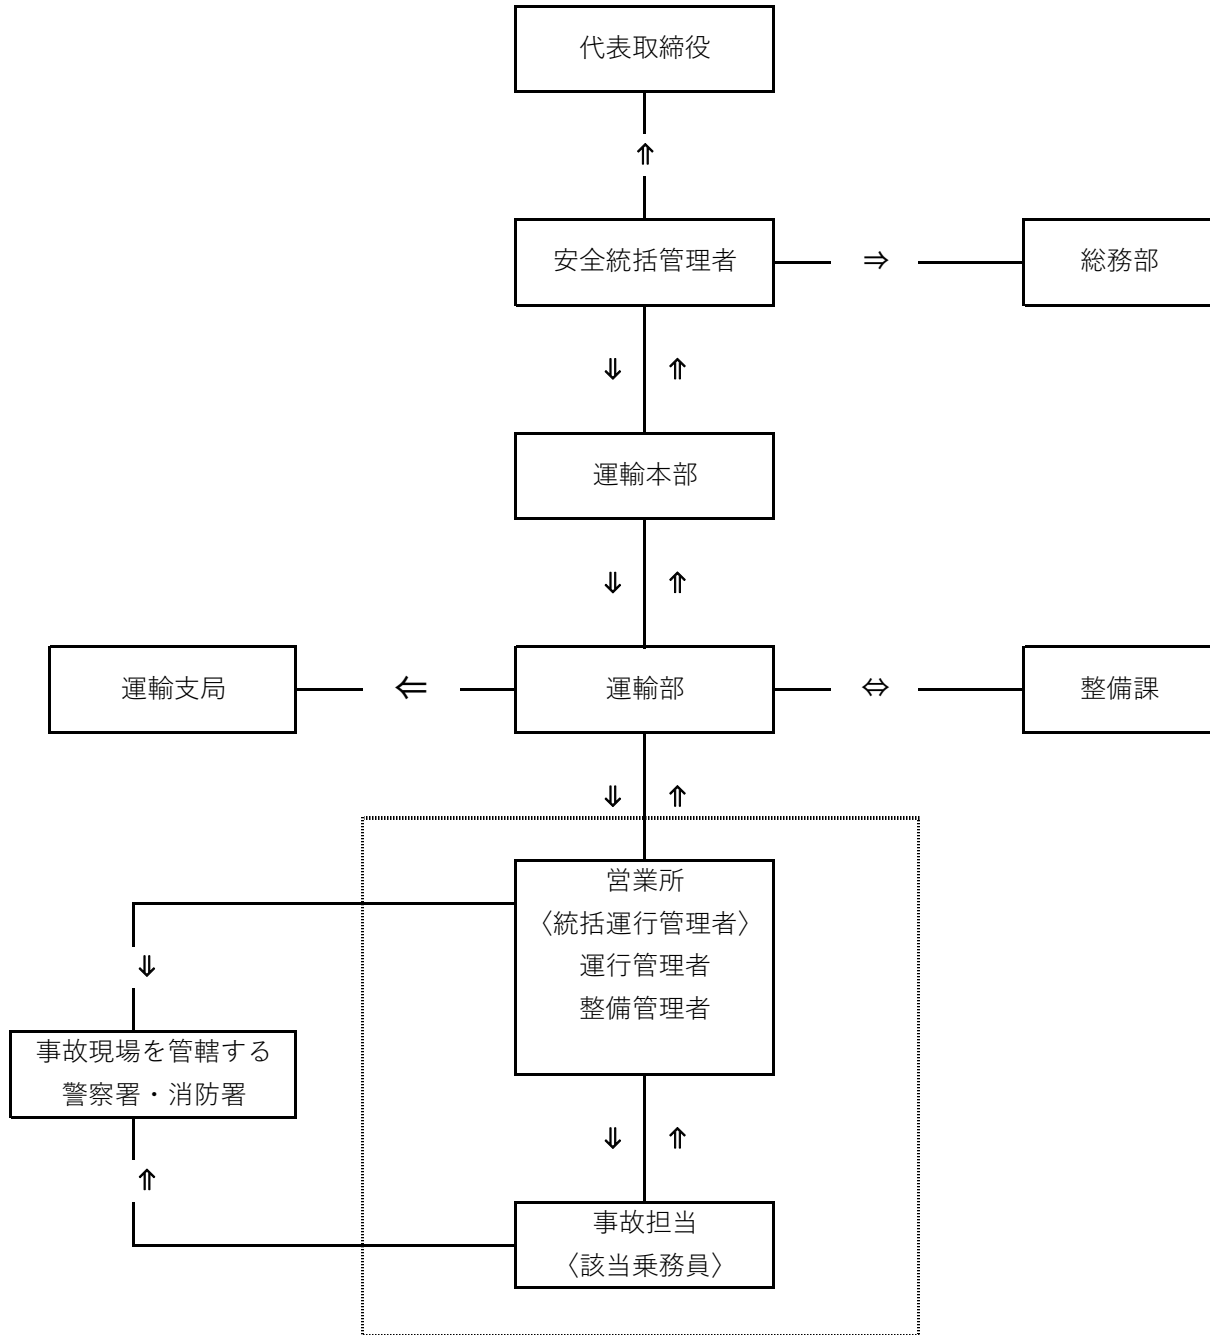 代表取締役
⇑
安全統括管理者 ⇒ 総務部
⇓ ⇑
運輸本部
⇓ ⇑
運輸支局 ⇐ 運輸部 ⇔ 整備課
⇓ ⇑
営業所
〈統括運行管理者〉
運行管理者
整備管理者
⇓
事故現場を管轄する
警察署・消防署
⇓ ⇑
⇑
事故担当
〈該当乗務員〉